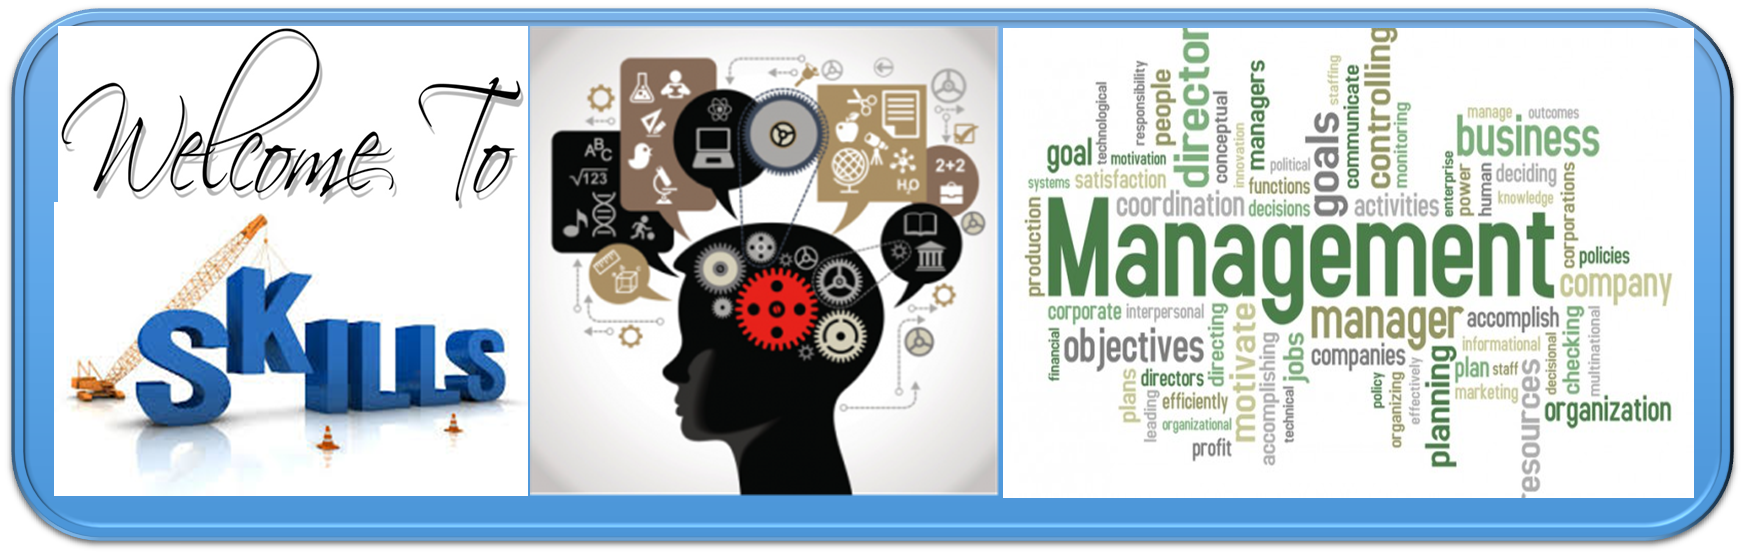 Welcome To
SKILLS
ABC
√123
2+2
H₂O
director
controlling
people
responsibility
technological
managers
staffing
communicate
conceptual
innovation
goals
monitoring
manage
outcomes
business
goal
motivation
political
systems
satisfaction
functions
enterprise
power
human
deciding
knowledge
corporations
production
coordination
decisions
activities
Management
policies
company
corporate
interpersonal
directing
motivate
manager
accomplish
checking
multinational
financial
objectives
accomplishing
jobs
companies
informational
decisional
plans
directors
policy
organizing
effectively
planning
plan
staff
marketing
resources
leading
efficiently
organizational
technical
profit
organization